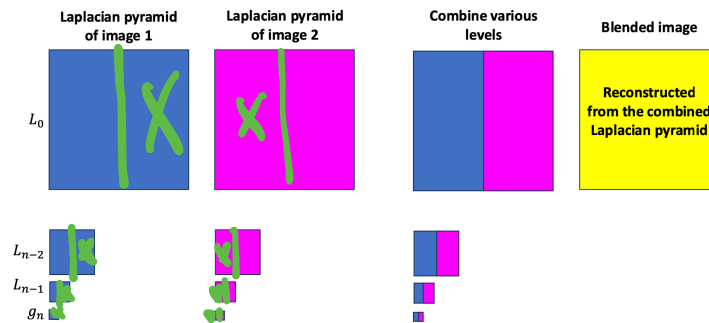 Laplacian pyramid
of image 1
Laplacian pyramid
of image 2
Combine various
levels
Blended image
L₀
Reconstructed
from the combined
Laplacian pyramid
Lₙ₋₂
Lₙ₋₁
gₙ